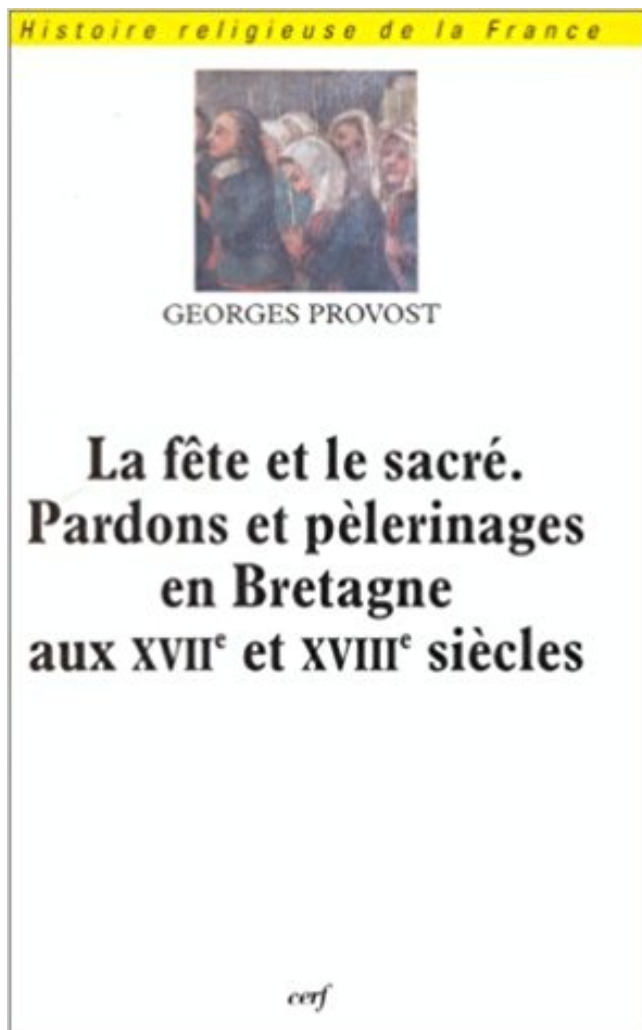 Histoire religieuse de la France
GEORGES PROVOST
La fête et le sacré.
Pardons et pèlerinages
en Bretagne
aux XVIIᵉ et XVIIIᵉ siècles
cerf